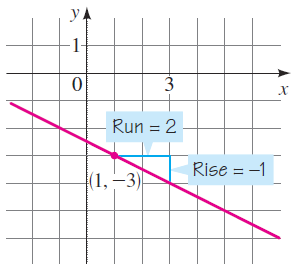 y
1
0
3
x
Run = 2
(1, −3)
Rise = −1